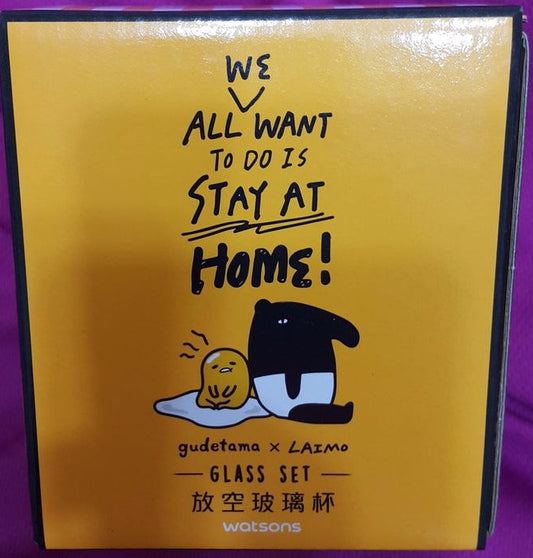 WE
ALL WANT
TO DO IS
STAY AT
HOME!
gudetama x LAIMO
GLASS SET
放空玻璃杯
watsons